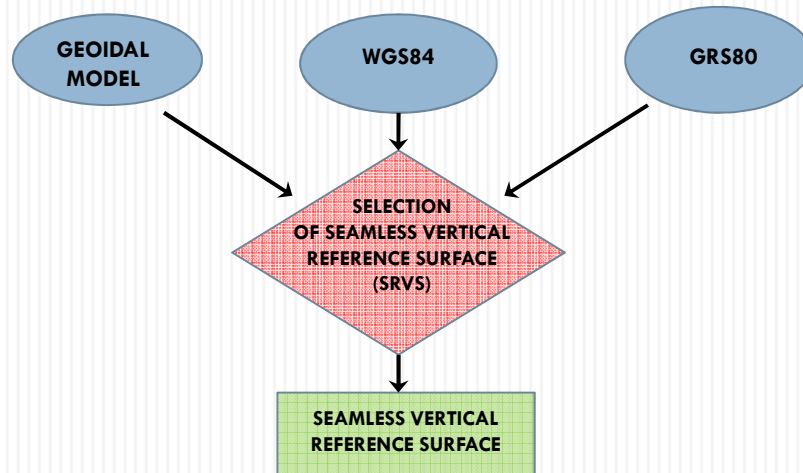 GEOIDAL
MODEL
WGS84
GRS80
SELECTION
OF SEAMLESS VERTICAL
REFERENCE SURFACE
(SRVS)
SEAMLESS VERTICAL
REFERENCE SURFACE